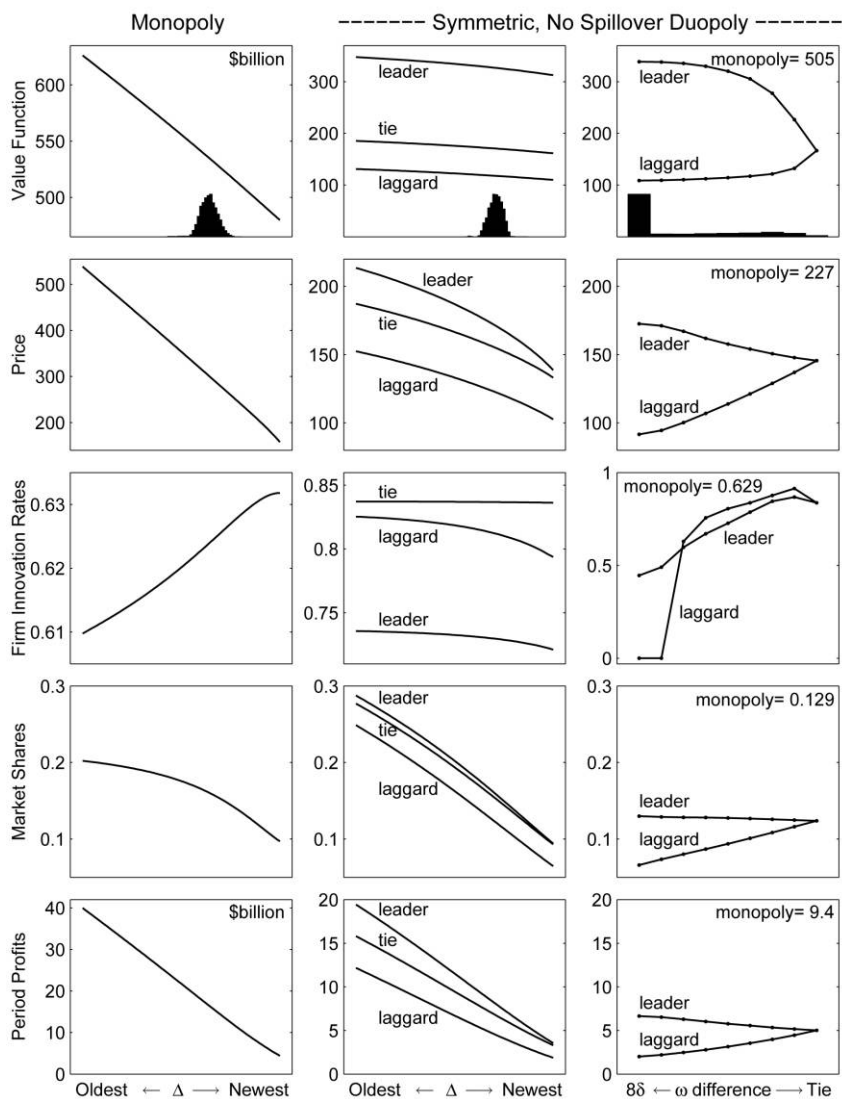 Monopoly
Symmetric, No Spillover Duopoly
Value Function
600
550
500
$billion
300
200
100
leader
tie
laggard
300
200
100
monopoly= 505
leader
laggard
Price
500
400
300
200
200
150
100
leader
tie
laggard
200
150
100
monopoly= 227
leader
laggard
Firm Innovation Rates
0.63
0.62
0.61
0.85
0.8
0.75
tie
laggard
leader
1
0.5
0
monopoly= 0.629
leader
laggard
Market Shares
0.3
0.2
0.1
0.3
0.2
0.1
leader
tie
laggard
0.3
0.2
0.1
monopoly= 0.129
leader
laggard
Period Profits
40
30
20
10
0
$billion
20
15
10
5
0
leader
tie
laggard
20
15
10
5
0
monopoly= 9.4
leader
laggard
Oldest ← Δ → Newest
Oldest ← Δ → Newest
8δ ← ω difference → Tie